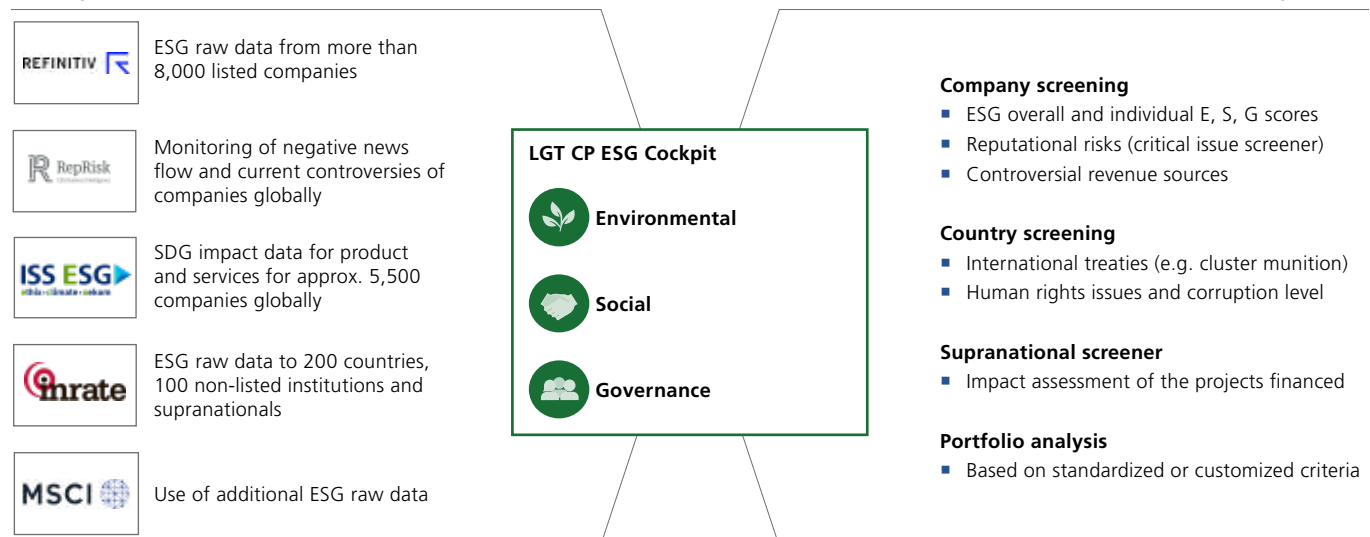 REFINITIV
ESG raw data from more than
8,000 listed companies
RepRisk
Monitoring of negative news
flow and current controversies of
companies globally
ISS ESG
ethix · climate · oekom
SDG impact data for product
and services for approx. 5,500
companies globally
inrate
ESG raw data to 200 countries,
100 non-listed institutions and
supranationals
MSCI
Use of additional ESG raw data
LGT CP ESG Cockpit
Environmental
Social
Governance
Company screening
▪ ESG overall and individual E, S, G scores
▪ Reputational risks (critical issue screener)
▪ Controversial revenue sources
Country screening
▪ International treaties (e.g. cluster munition)
▪ Human rights issues and corruption level
Supranational screener
▪ Impact assessment of the projects financed
Portfolio analysis
▪ Based on standardized or customized criteria